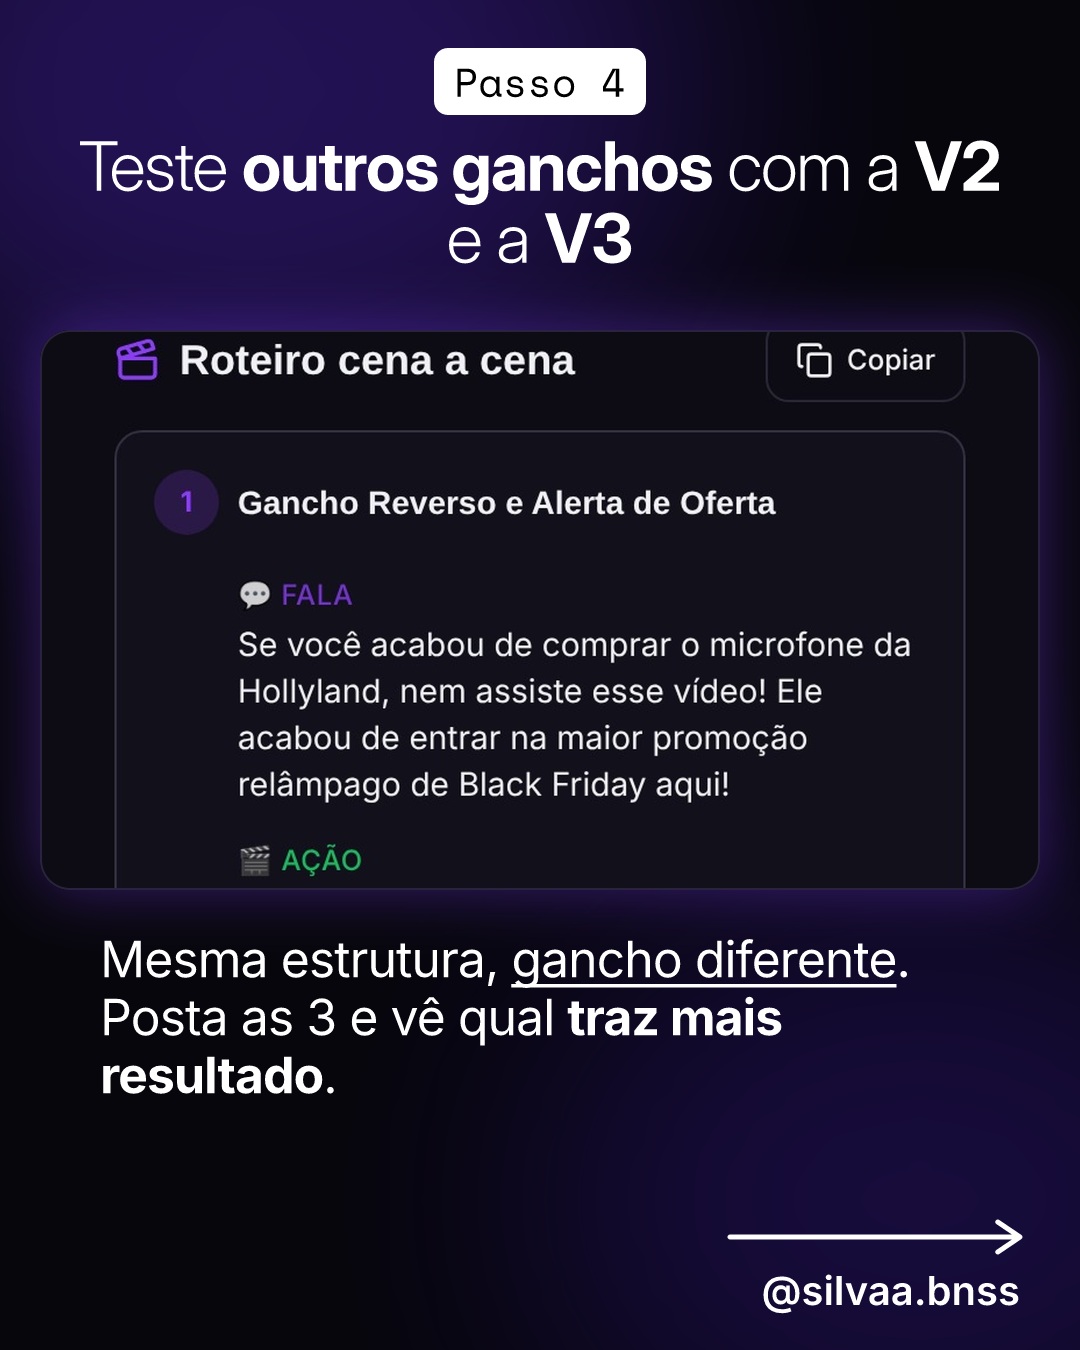 Passo 4
Teste outros ganchos com a V2
e a V3
Roteiro cena a cena
Copiar
1
Gancho Reverso e Alerta de Oferta
💬 FALA
Se você acabou de comprar o microfone da
Hollyland, nem assiste esse vídeo! Ele
acabou de entrar na maior promoção
relâmpago de Black Friday aqui!
🎬 AÇÃO
Mesma estrutura, gancho diferente.
Posta as 3 e vê qual traz mais
resultado.
@silvaa.bnss